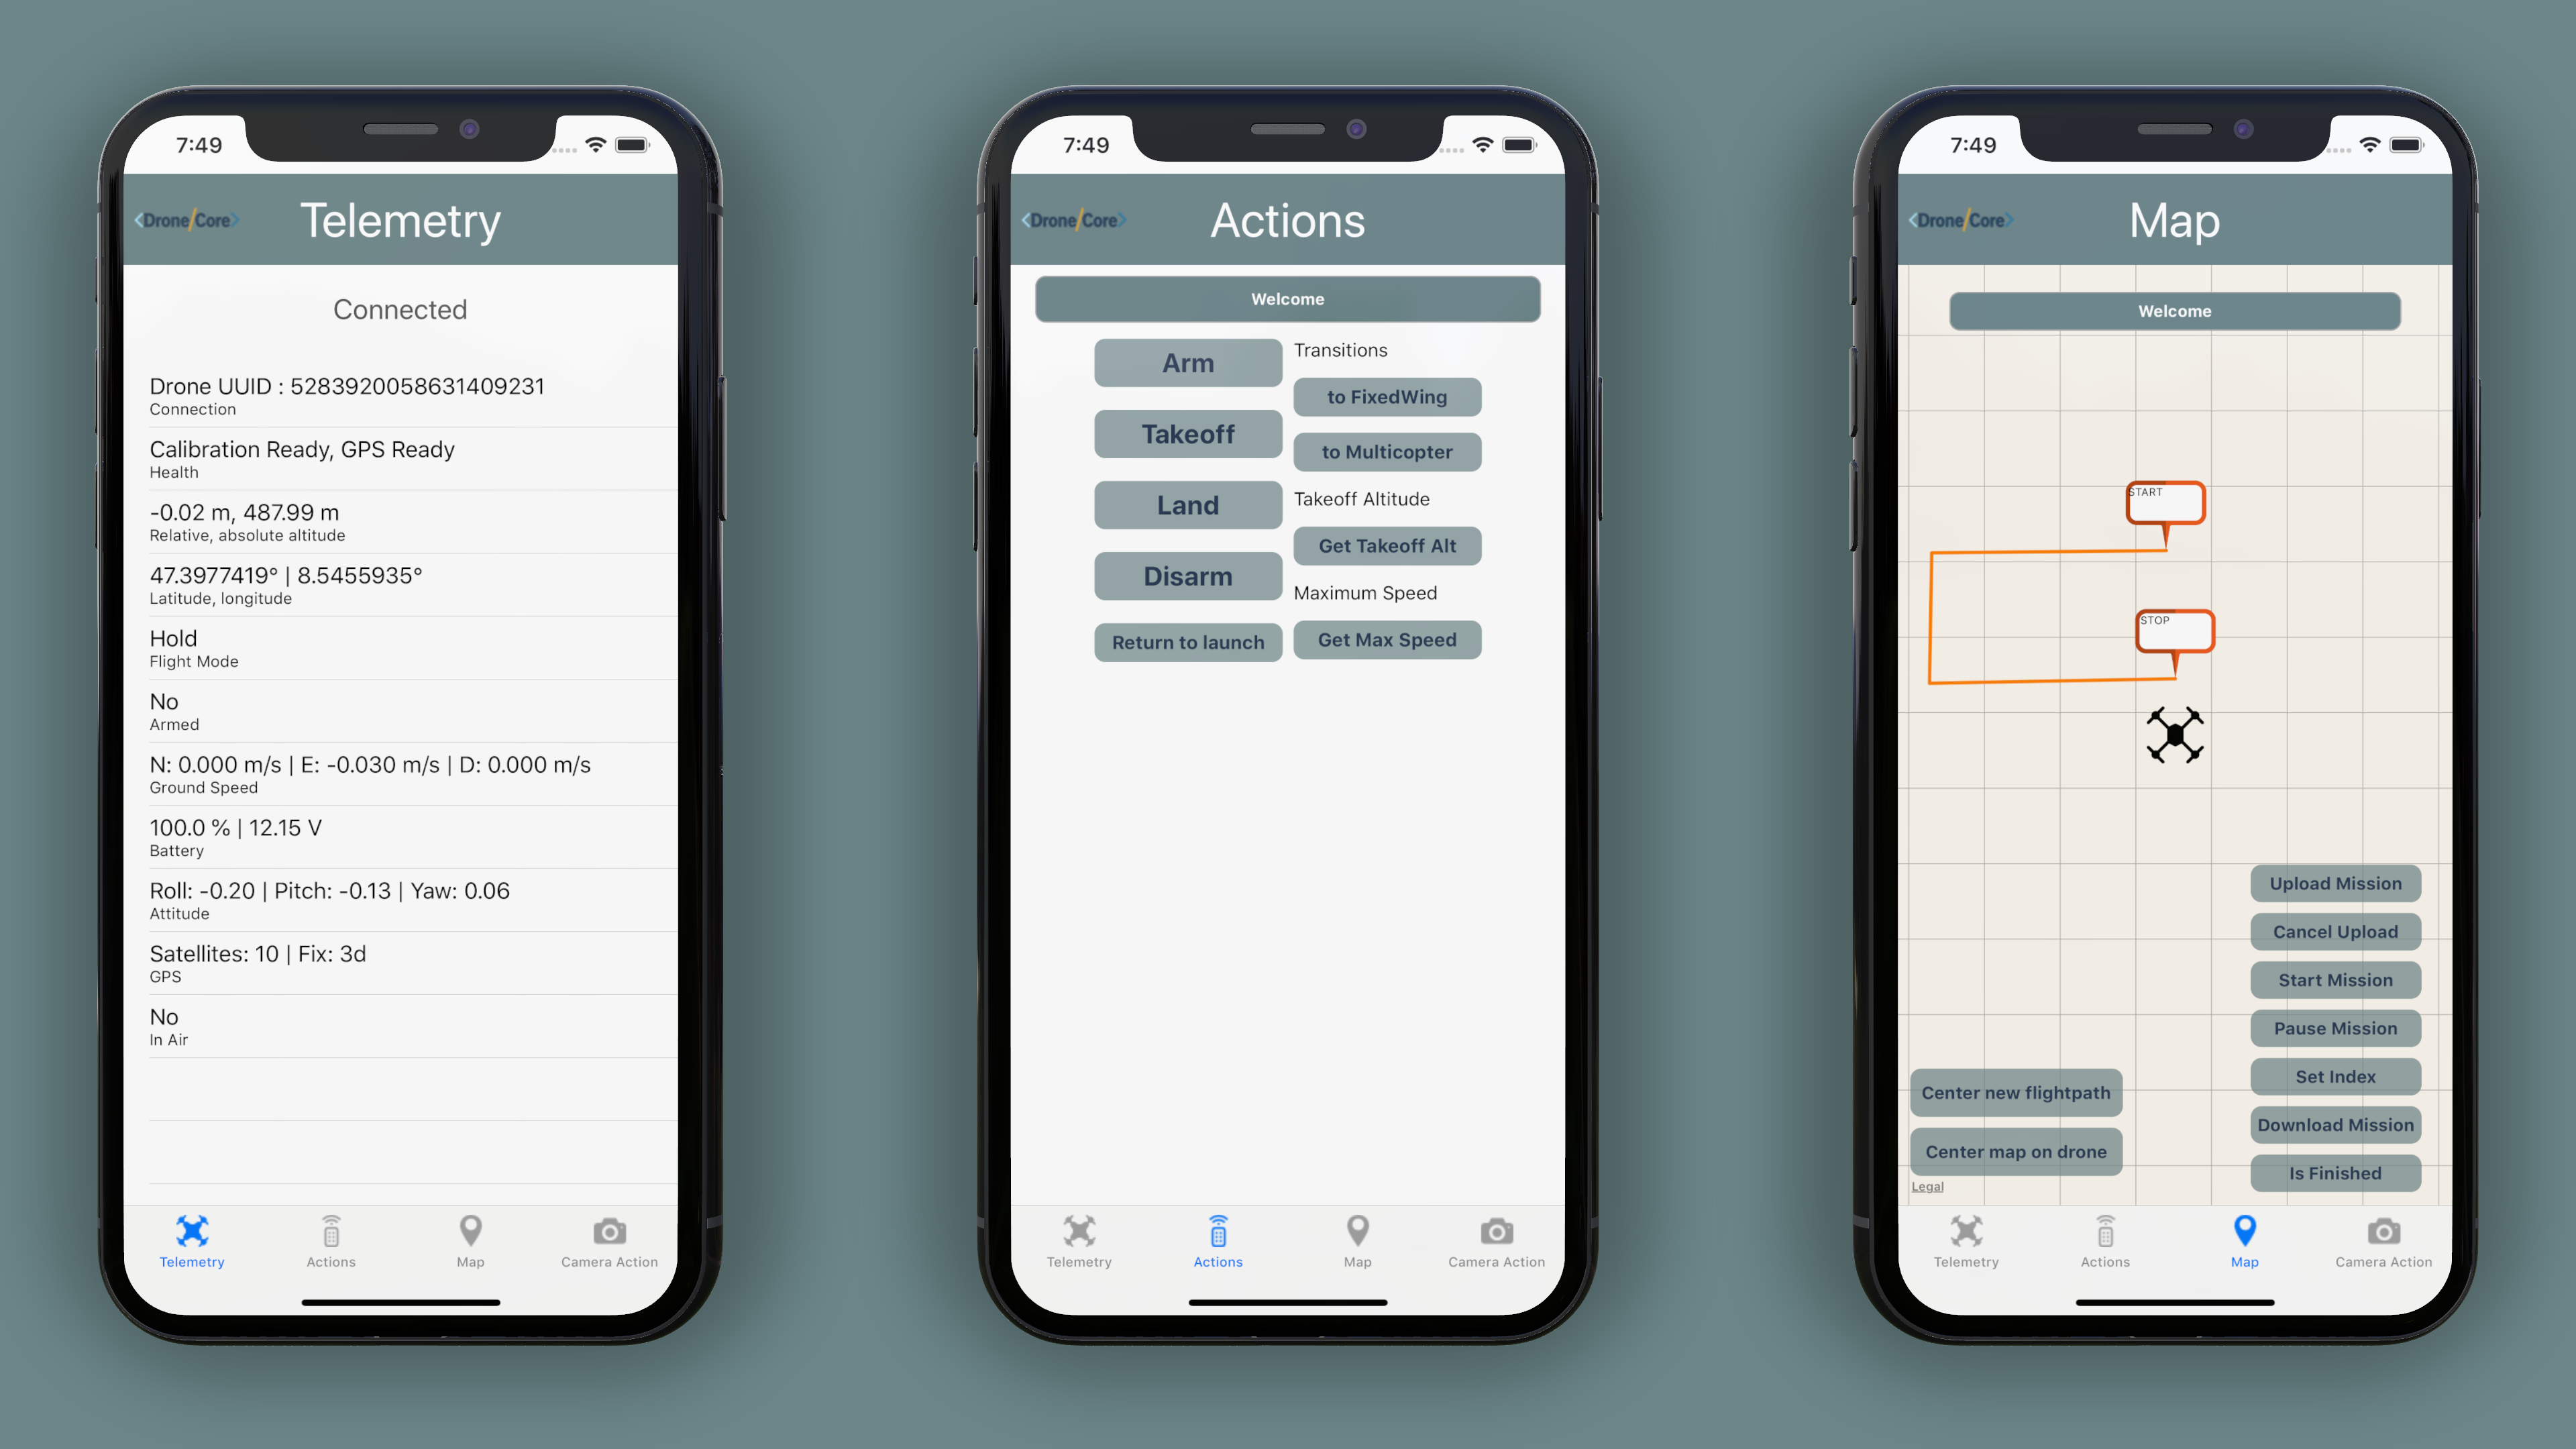 7:49
<Drone/Core>
Telemetry
Connected
Drone UUID : 5283920058631409231
Connection
Calibration Ready, GPS Ready
Health
-0.02 m, 487.99 m
Relative, absolute altitude
47.3977419° | 8.5455935°
Latitude, longitude
Hold
Flight Mode
No
Armed
N: 0.000 m/s | E: -0.030 m/s | D: 0.000 m/s
Ground Speed
100.0 % | 12.15 V
Battery
Roll: -0.20 | Pitch: -0.13 | Yaw: 0.06
Attitude
Satellites: 10 | Fix: 3d
GPS
No
In Air
Telemetry
Actions
Map
Camera Action
7:49
<Drone/Core>
Actions
Welcome
Arm
Takeoff
Land
Disarm
Return to launch
Transitions
to FixedWing
to Multicopter
Takeoff Altitude
Get Takeoff Alt
Maximum Speed
Get Max Speed
Telemetry
Actions
Map
Camera Action
7:49
<Drone/Core>
Map
Welcome
START
STOP
Upload Mission
Cancel Upload
Start Mission
Pause Mission
Set Index
Download Mission
Is Finished
Center new flightpath
Center map on drone
Legal
Telemetry
Actions
Map
Camera Action